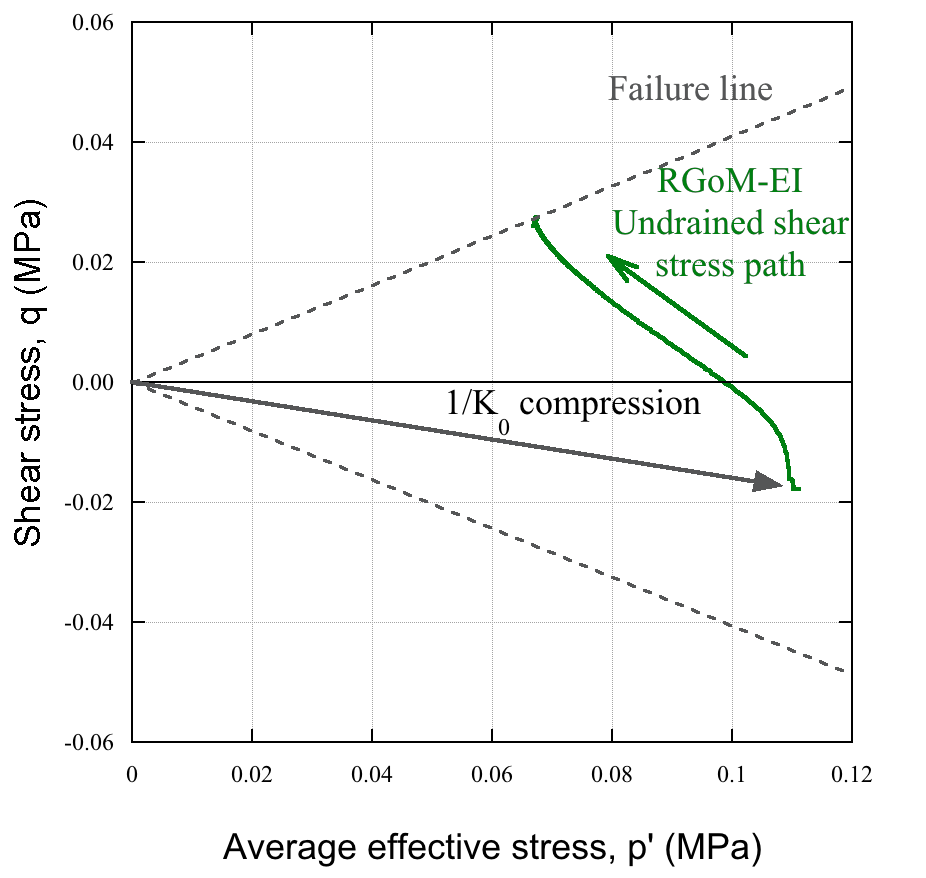 0.06
0.04
0.02
0.00
-0.02
-0.04
-0.06
Shear stress, q (MPa)
Failure line
RGoM-EI
Undrained shear
stress path
1/K0 compression
0
0.02
0.04
0.06
0.08
0.1
0.12
Average effective stress, p' (MPa)